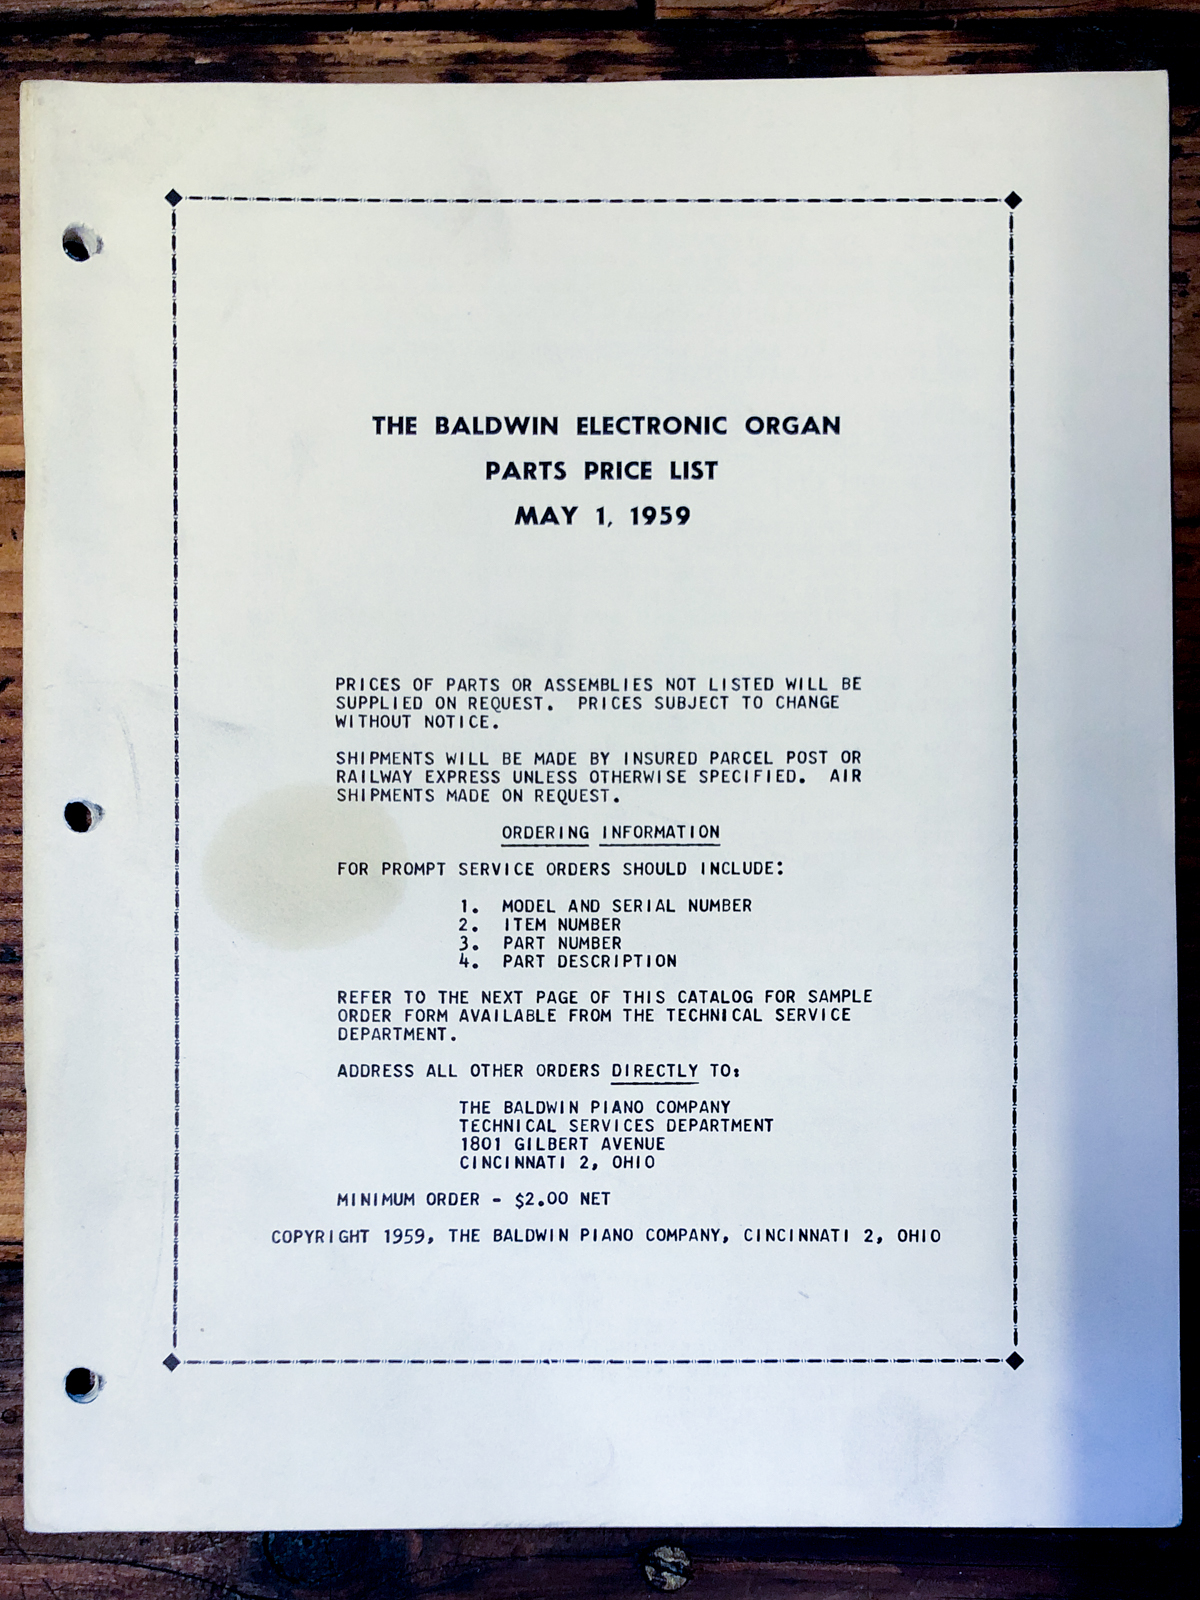 THE BALDWIN ELECTRONIC ORGAN
PARTS PRICE LIST
MAY 1, 1959
PRICES OF PARTS OR ASSEMBLIES NOT LISTED WILL BE
SUPPLIED ON REQUEST. PRICES SUBJECT TO CHANGE
WITHOUT NOTICE.
SHIPMENTS WILL BE MADE BY INSURED PARCEL POST OR
RAILWAY EXPRESS UNLESS OTHERWISE SPECIFIED. AIR
SHIPMENTS MADE ON REQUEST.
ORDERING INFORMATION
FOR PROMPT SERVICE ORDERS SHOULD INCLUDE:
1. MODEL AND SERIAL NUMBER
2. ITEM NUMBER
3. PART NUMBER
4. PART DESCRIPTION
REFER TO THE NEXT PAGE OF THIS CATALOG FOR SAMPLE
ORDER FORM AVAILABLE FROM THE TECHNICAL SERVICE
DEPARTMENT.
ADDRESS ALL OTHER ORDERS DIRECTLY TO:
THE BALDWIN PIANO COMPANY
TECHNICAL SERVICES DEPARTMENT
1801 GILBERT AVENUE
CINCINNATI 2, OHIO
MINIMUM ORDER - $2.00 NET
COPYRIGHT 1959, THE BALDWIN PIANO COMPANY, CINCINNATI 2, OHIO